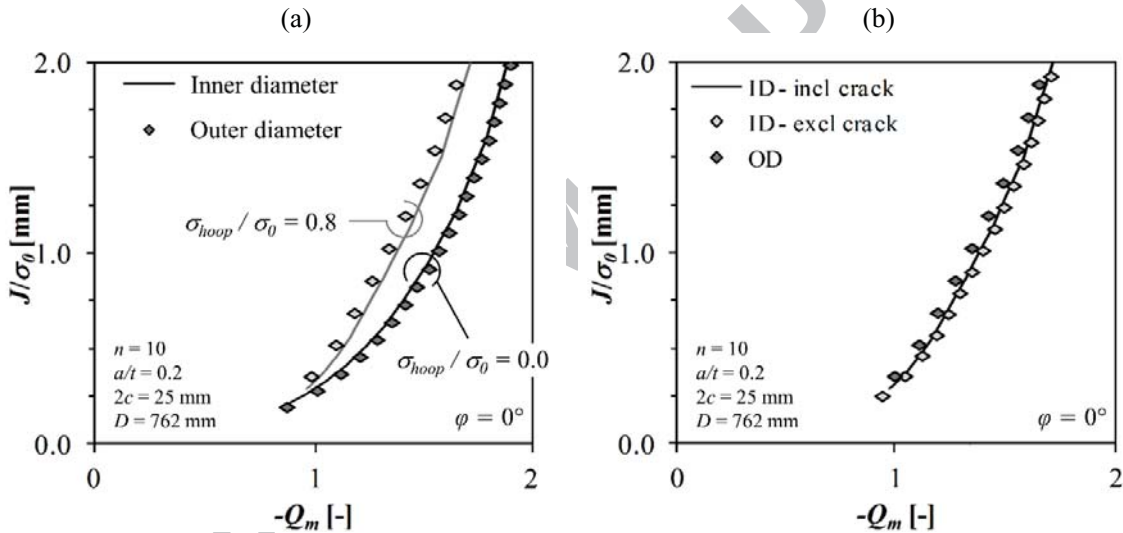 (a)
(b)
2.0
1.0
0.0
J/σ0 [mm]
Inner diameter
Outer diameter
σhoop / σ0 = 0.8
σhoop / σ0 = 0.0
n = 10
a/t = 0.2
2c = 25 mm
D = 762 mm
φ = 0°
0 1 2
-Qm [-]
2.0
1.0
0.0
J/σ0 [mm]
ID - incl crack
ID - excl crack
OD
n = 10
a/t = 0.2
2c = 25 mm
D = 762 mm
φ = 0°
0 1 2
-Qm [-]